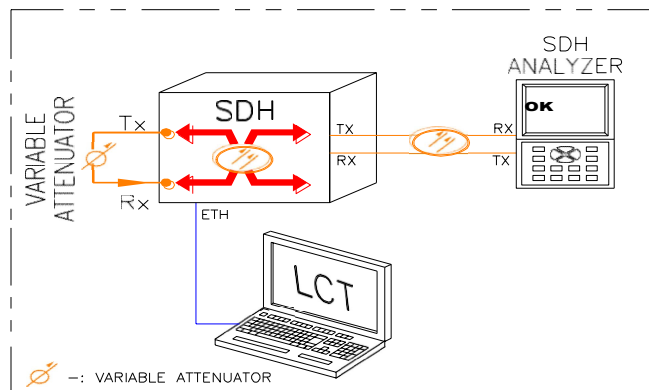 SDH
ANALYZER
OK
SDH
VARIABLE
ATTENUATOR
Tx
Rx
TX
RX
RX
TX
ETH
LCT
-: VARIABLE ATTENUATOR